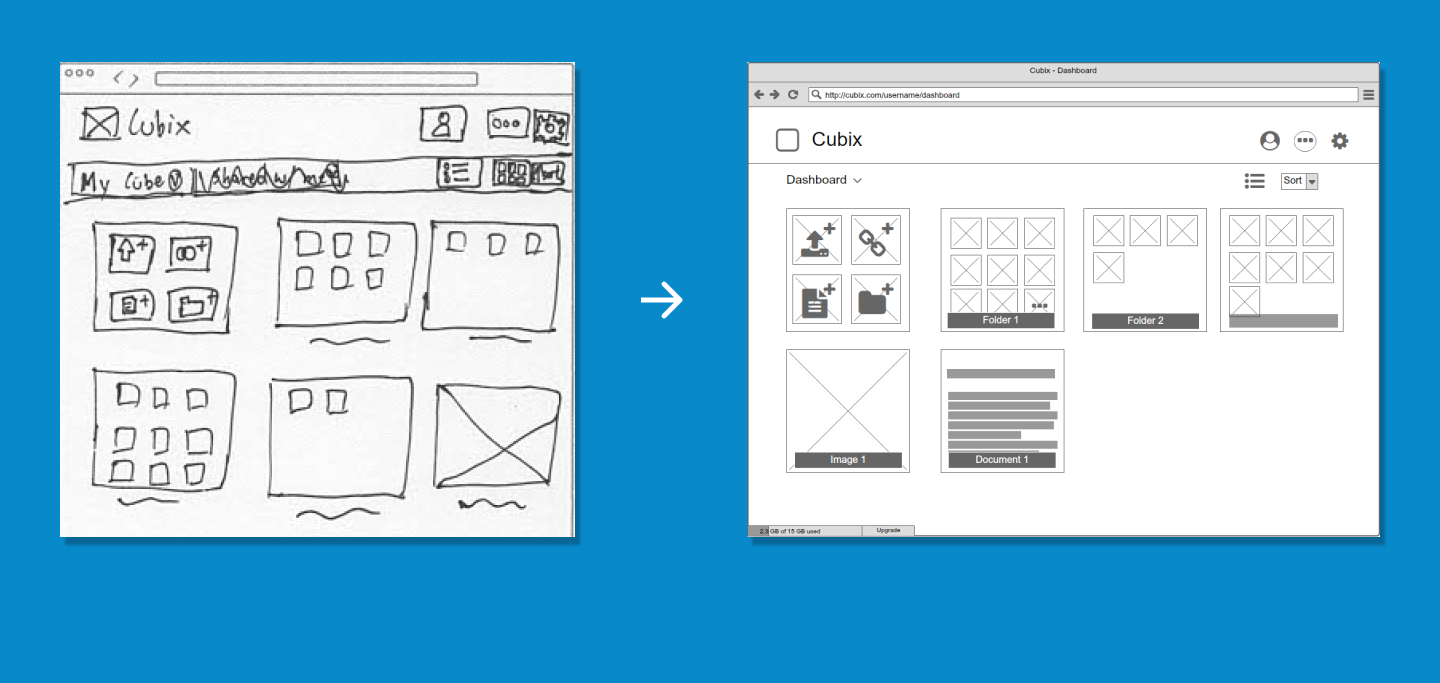 Cubix
My Cube
Cubix - Dashboard
http://cubix.com/username/dashboard
Cubix
Dashboard
Sort
Folder 1
Folder 2
Image 1
Document 1
2.3 GB of 15 GB used
Upgrade